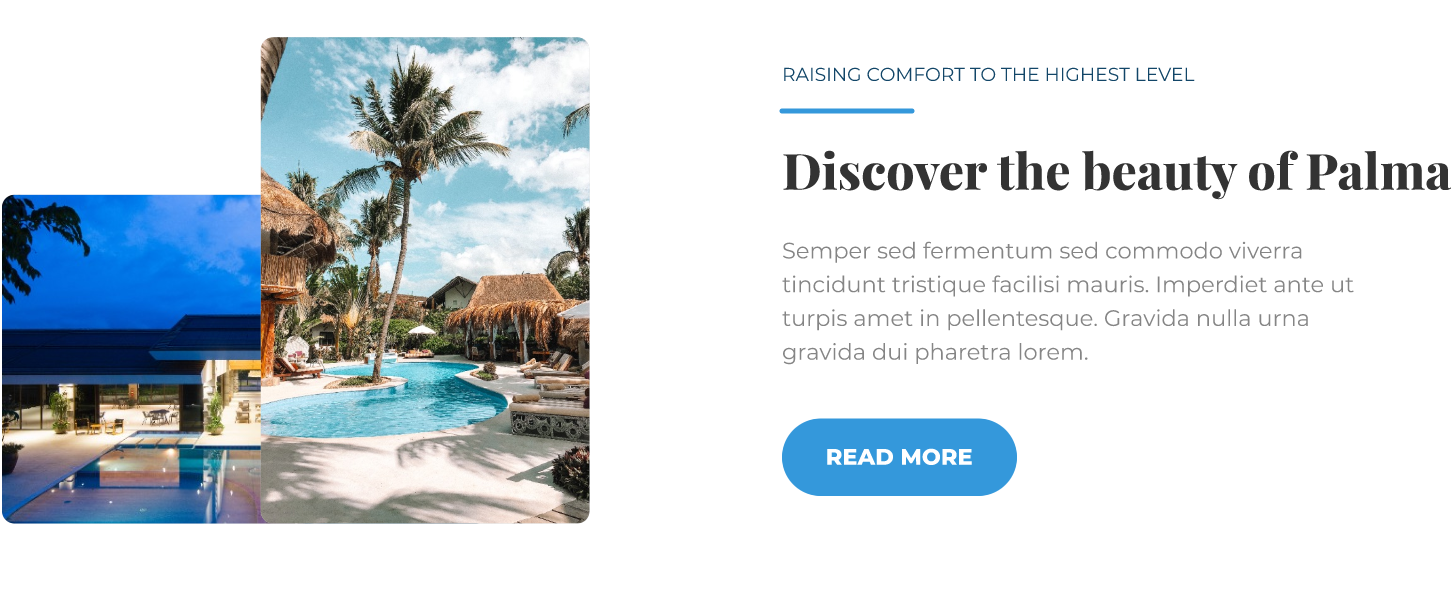 RAISING COMFORT TO THE HIGHEST LEVEL
Discover the beauty of Palma
Semper sed fermentum sed commodo viverra
tincidunt tristique facilisi mauris. Imperdiet ante ut
turpis amet in pellentesque. Gravida nulla urna
gravida dui pharetra lorem.
READ MORE